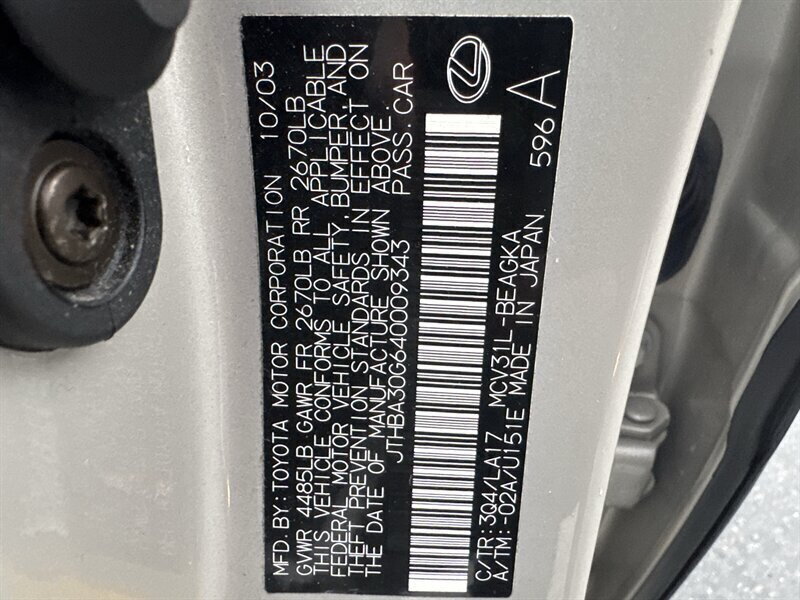 MFD.BY:TOYOTA MOTOR CORPORATION 10/03
GVWR 4485LB GAWR FR 2670LB RR 2670LB
THIS VEHICLE CONFORMS TO ALL APPLICABLE
FEDERAL MOTOR VEHICLE SAFETY, BUMPER, AND
THEFT PREVENTION STANDARDS IN EFFECT ON
THE DATE OF MANUFACTURE SHOWN ABOVE.
JTHBA30G640009343 PASS. CAR
C/TR:3Q4/LA17 MCV31L-BEAGKA
A/TM:-02A/U151E MADE IN JAPAN
596 A